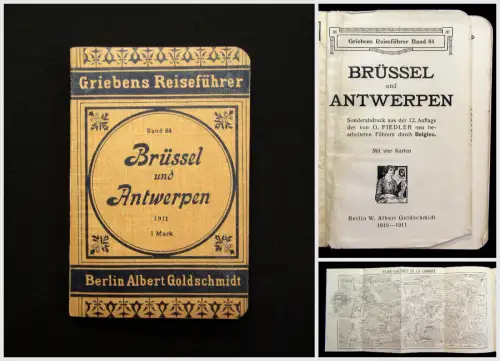 Griebens Reiseführer
Band 64
Brüssel
und
Antwerpen
1911
1 Mark.
Berlin Albert Goldschmidt
Griebens Reiseführer Band 64
BRÜSSEL
und
ANTWERPEN
Sonderabdruck aus der 12. Auflage
des von O. FIEDLER neu be-
arbeiteten Führers durch Belgien.
Mit vier Karten
Berlin W, Albert Goldschmidt
1910—1911